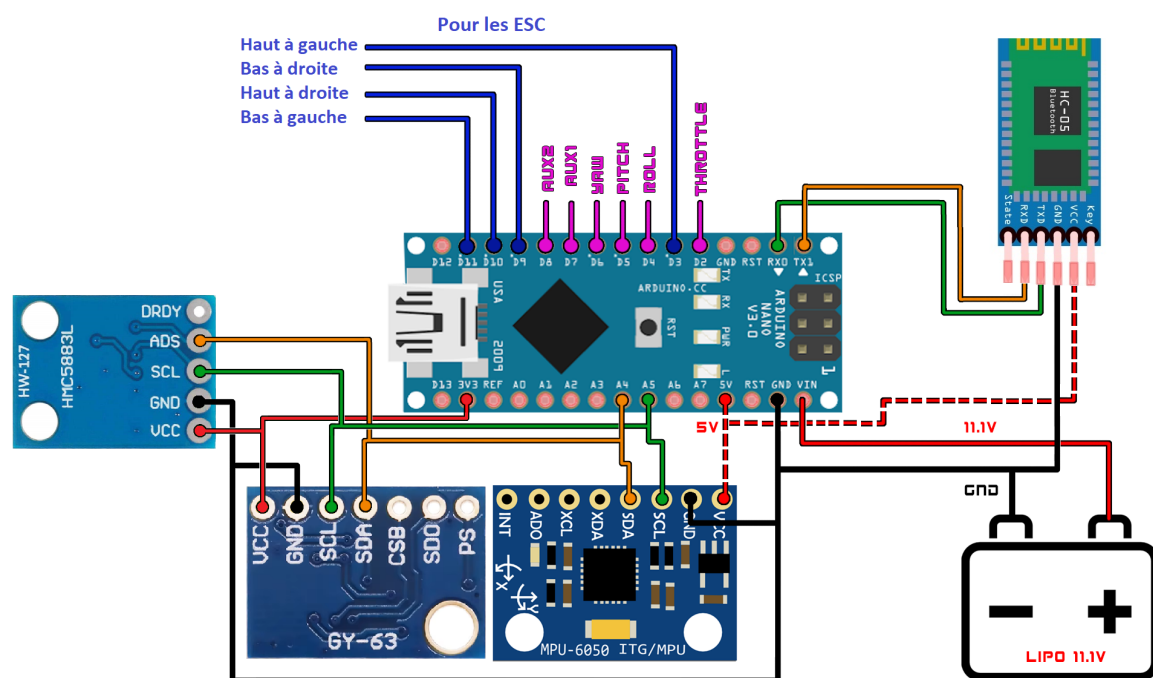 Pour les ESC
Haut à gauche
Bas à droite
Haut à droite
Bas à gauche
AUX2
AUX1
YAW
PITCH
ROLL
THROTTLE
HC-05
Bluetooth
State
RXD
TXD
GND
VCC
Key
D12
D11
D10
D9
D8
D7
D6
D5
D4
D3
D2
GND
RST
RX0
TX1
TX
RX
PWR
L
ICSP
1
USA
2009
ARDUINO.CC
RST
ARDUINO
NANO
V3.0
D13
3V3
REF
A0
A1
A2
A3
A4
A5
A6
A7
5V
RST
GND
VIN
HW-127
HMC5883L
DRDY
ADS
SCL
GND
VCC
5V
11.1V
GND
VCC
GND
SCL
SDA
CSB
SDO
PS
GY-63
INT
ADO
XCL
XDA
SDA
SCL
GND
VCC
X
Y
MPU-6050 ITG/MPU
LIPO 11.1V